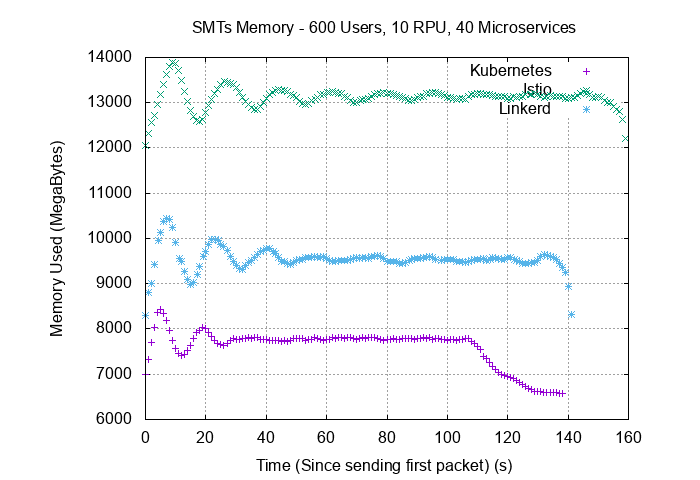 SMTs Memory - 600 Users, 10 RPU, 40 Microservices
14000
13000
12000
11000
10000
9000
8000
7000
6000
Memory Used (MegaBytes)
Kubernetes
Istio
Linkerd
0 20 40 60 80 100 120 140 160
Time (Since sending first packet) (s)